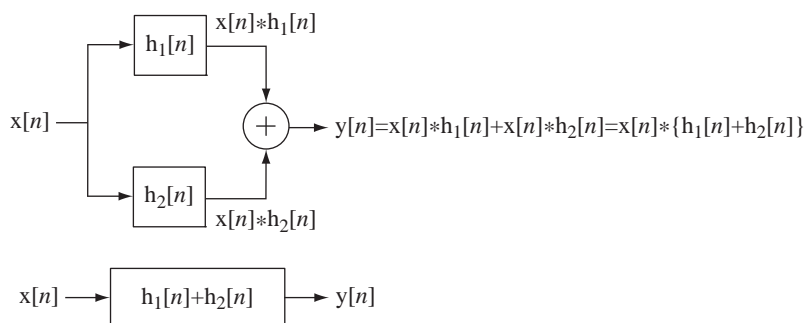 x[n]∗h₁[n]
h₁[n]
x[n]
+
y[n]=x[n]∗h₁[n]+x[n]∗h₂[n]=x[n]∗{h₁[n]+h₂[n]}
h₂[n]
x[n]∗h₂[n]
x[n]
h₁[n]+h₂[n]
y[n]